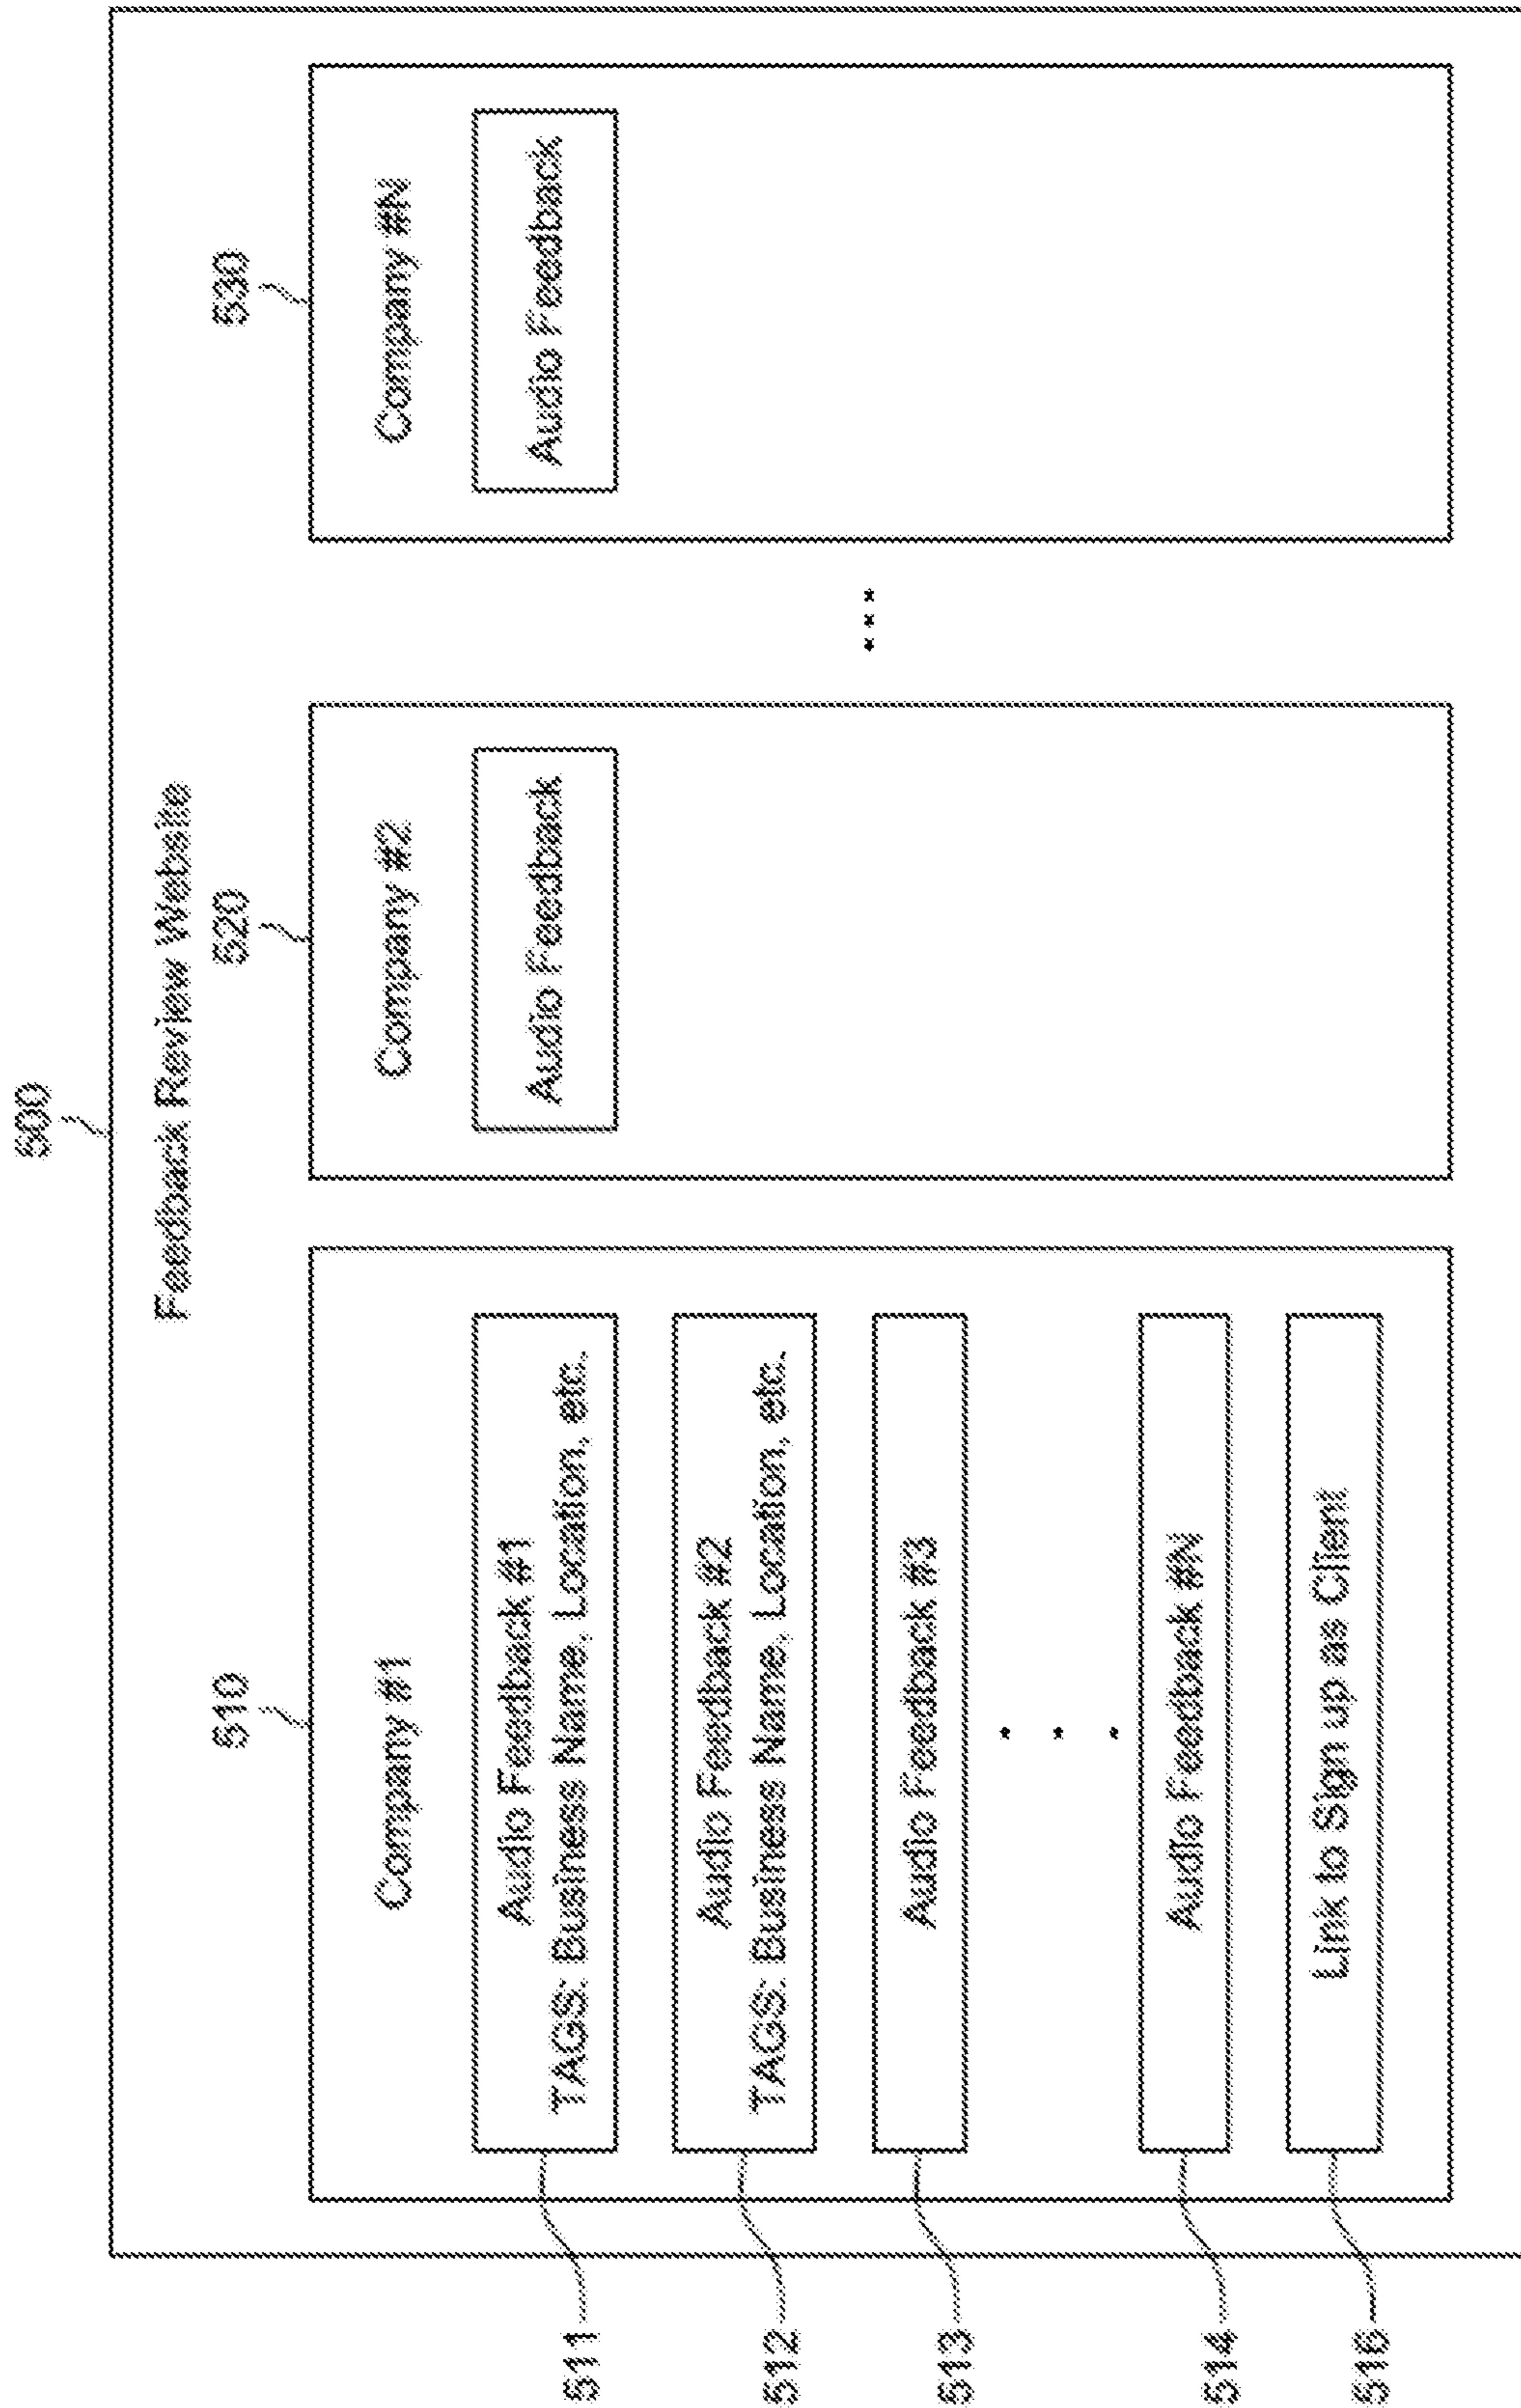 500
Feedback Review Website
510
Company #1
511
Audio Feedback #1
TAGS: Business Name, Location, etc.
512
Audio Feedback #2
TAGS: Business Name, Location, etc.
513
Audio Feedback #3
514
Audio Feedback #N
516
Link to Sign up as Client
520
Company #2
Audio Feedback
530
Company #N
Audio Feedback